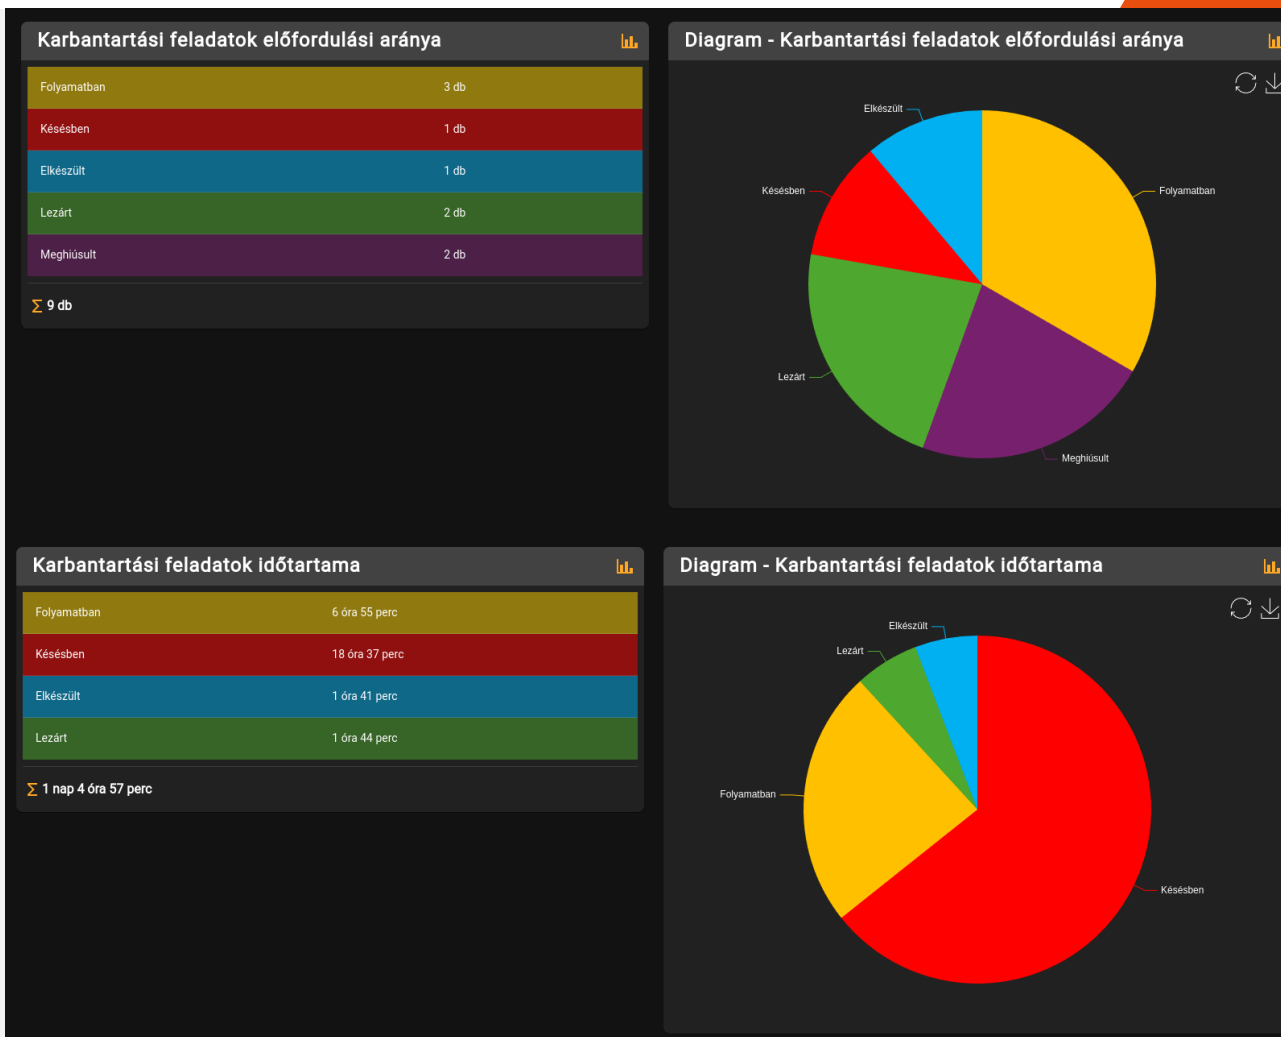 Karbantartási feladatok előfordulási aránya
Folyamatban 3 db
Késésben 1 db
Elkészült 1 db
Lezárt 2 db
Meghiúsult 2 db
Σ 9 db
Diagram - Karbantartási feladatok előfordulási aránya
Elkészült
Késésben
Folyamatban
Lezárt
Meghiúsult
Karbantartási feladatok időtartama
Folyamatban 6 óra 55 perc
Késésben 18 óra 37 perc
Elkészült 1 óra 41 perc
Lezárt 1 óra 44 perc
Σ 1 nap 4 óra 57 perc
Diagram - Karbantartási feladatok időtartama
Elkészült
Lezárt
Folyamatban
Késésben